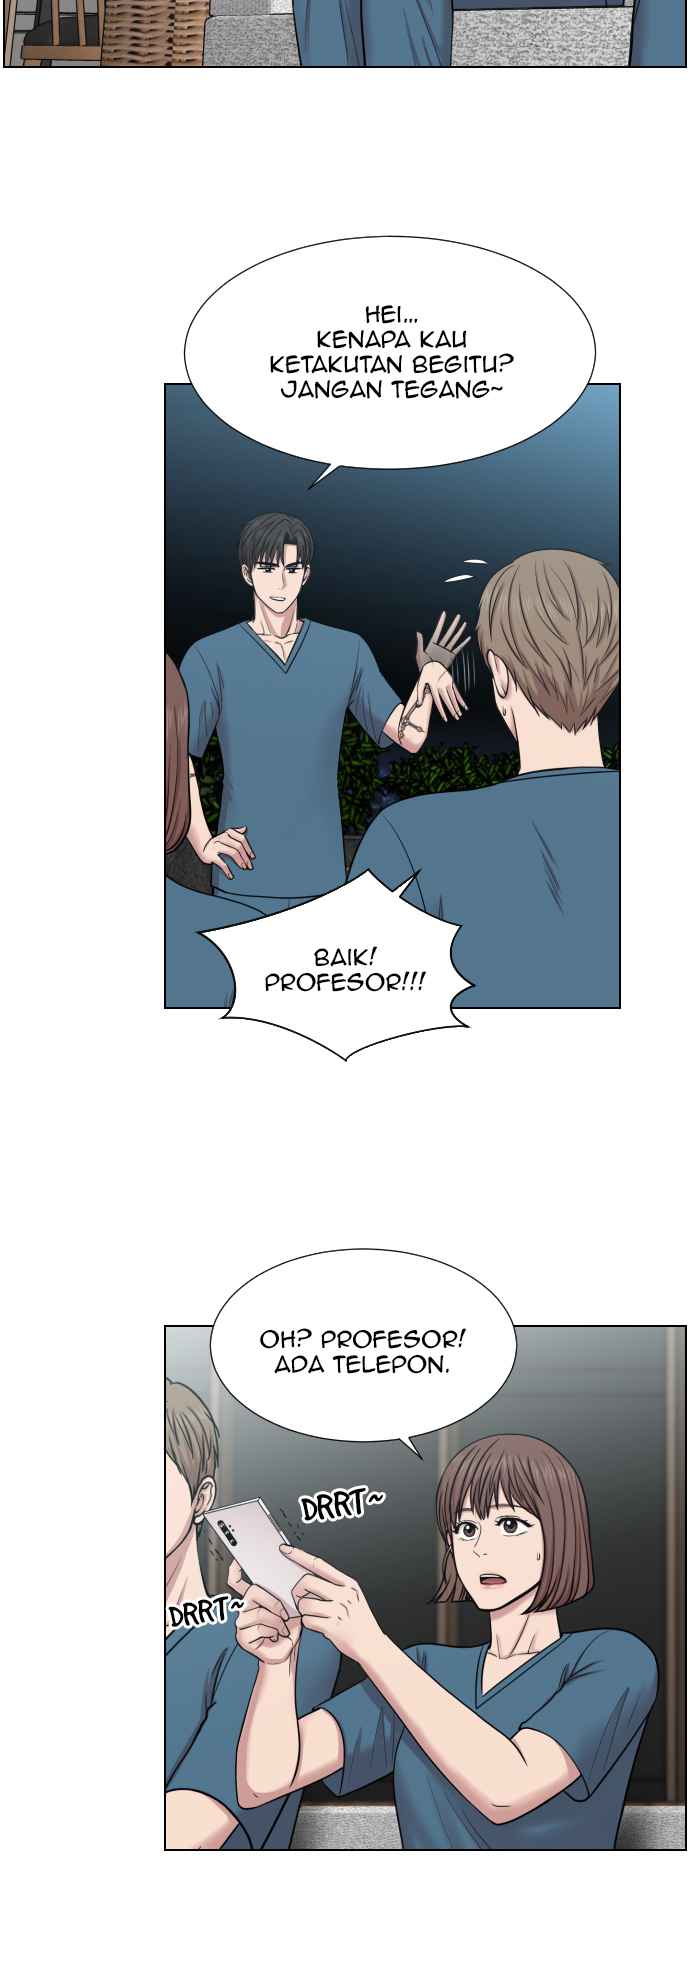 HEI...
KENAPA KAU
KETAKUTAN BEGITU?
JANGAN TEGANG~
BAIK!
PROFESOR!!!
OH? PROFESOR!
ADA TELEPON.
DRRT~
DRRT~